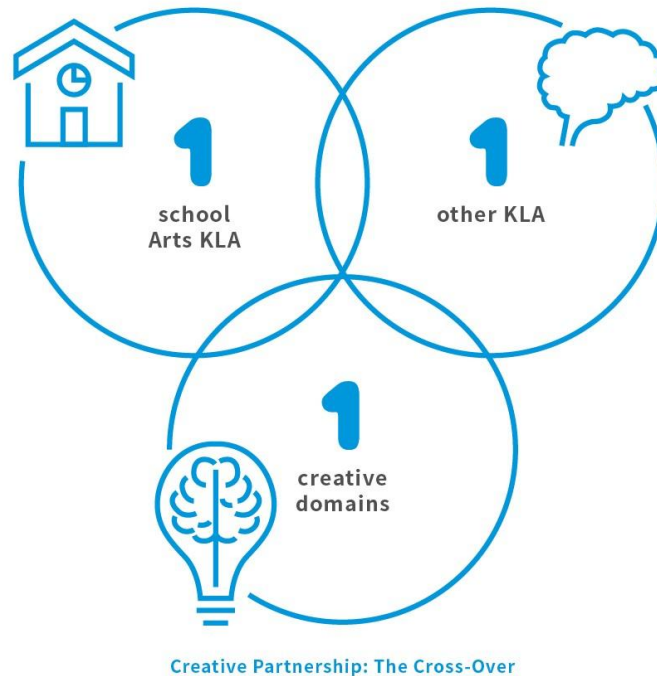 1
school
Arts KLA
1
other KLA
1
creative
domains
Creative Partnership: The Cross-Over